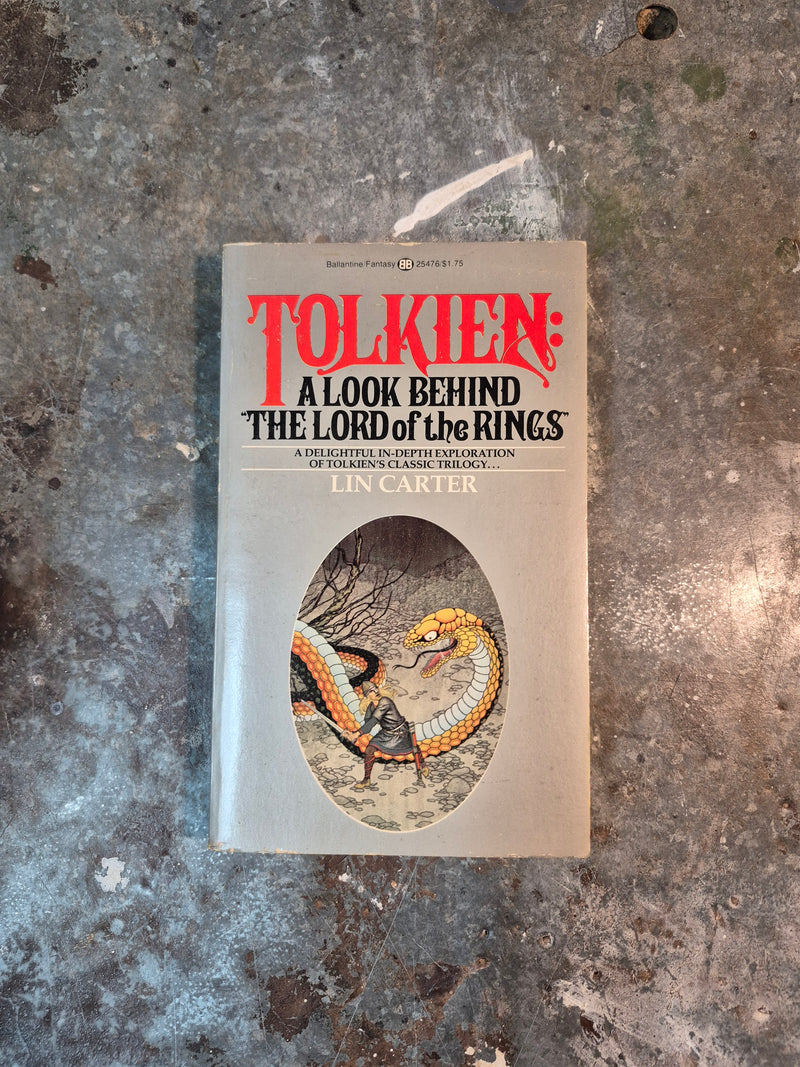 Ballantine/Fantasy BB 25476/$1.75
TOLKIEN:
A LOOK BEHIND
"THE LORD of the RINGS"
A DELIGHTFUL IN-DEPTH EXPLORATION
OF TOLKIEN'S CLASSIC TRILOGY...
LIN CARTER